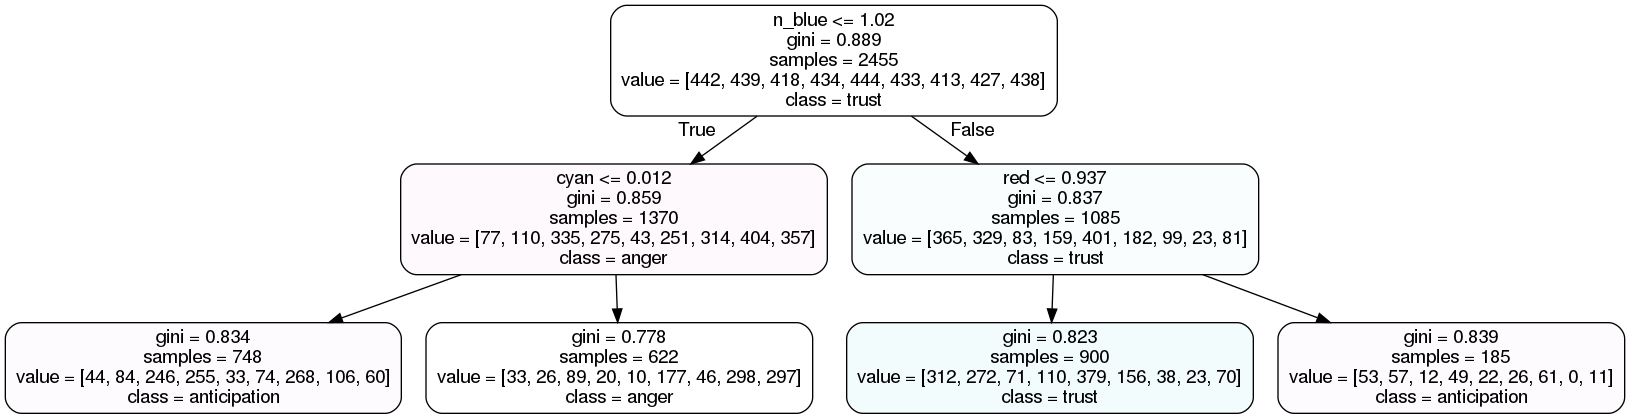 n_blue <= 1.02
gini = 0.889
samples = 2455
value = [442, 439, 418, 434, 444, 433, 413, 427, 438]
class = trust
True
False
cyan <= 0.012
gini = 0.859
samples = 1370
value = [77, 110, 335, 275, 43, 251, 314, 404, 357]
class = anger
red <= 0.937
gini = 0.837
samples = 1085
value = [365, 329, 83, 159, 401, 182, 99, 23, 81]
class = trust
gini = 0.834
samples = 748
value = [44, 84, 246, 255, 33, 74, 268, 106, 60]
class = anticipation
gini = 0.778
samples = 622
value = [33, 26, 89, 20, 10, 177, 46, 298, 297]
class = anger
gini = 0.823
samples = 900
value = [312, 272, 71, 110, 379, 156, 38, 23, 70]
class = trust
gini = 0.839
samples = 185
value = [53, 57, 12, 49, 22, 26, 61, 0, 11]
class = anticipation